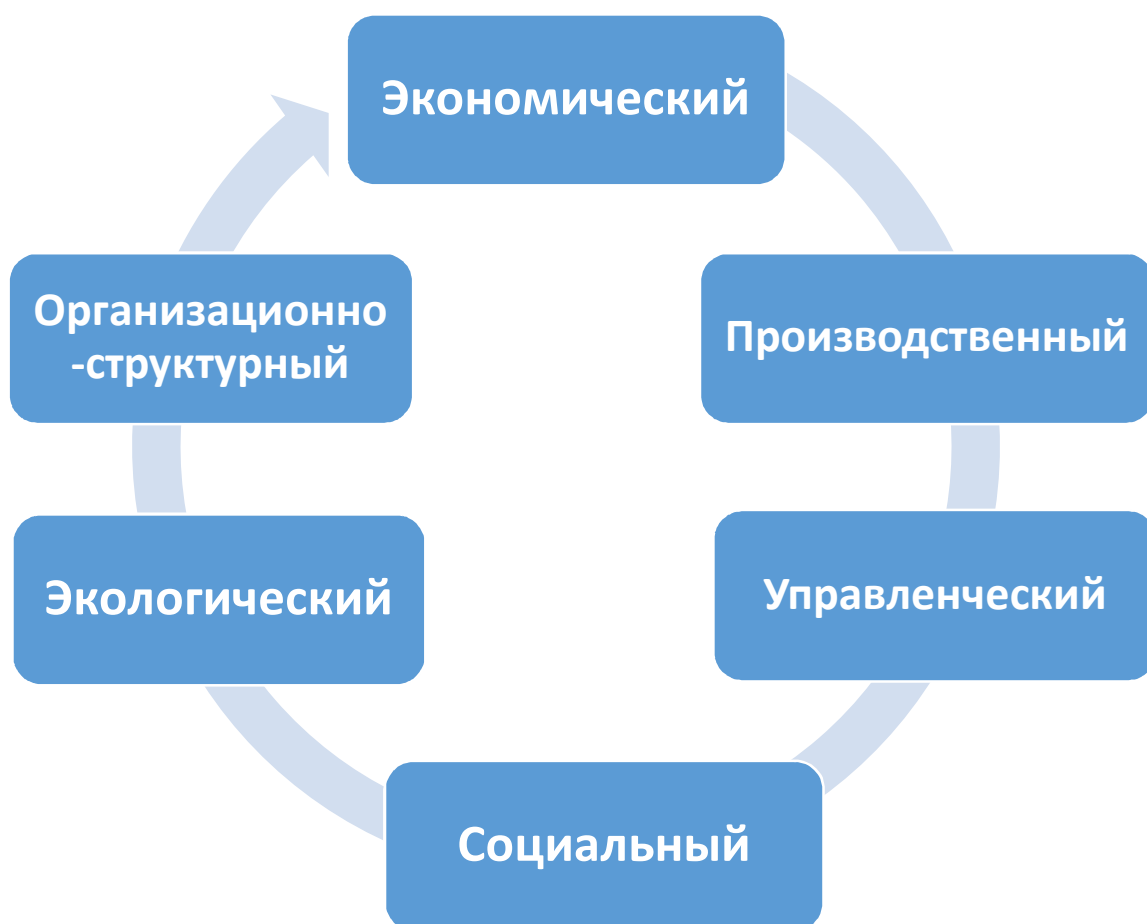 Экономический
Производственный
Управленческий
Социальный
Экологический
Организационно
-структурный